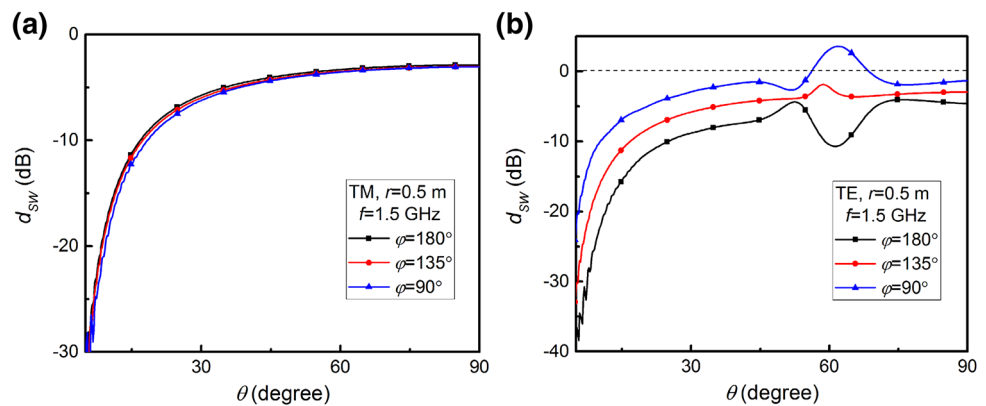 (a)
0
-10
-20
-30
d_SW (dB)
30
60
90
θ (degree)
TM, r=0.5 m
f=1.5 GHz
φ=180°
φ=135°
φ=90°
(b)
0
-10
-20
-30
-40
d_SW (dB)
30
60
90
θ (degree)
TE, r=0.5 m
f=1.5 GHz
φ=180°
φ=135°
φ=90°